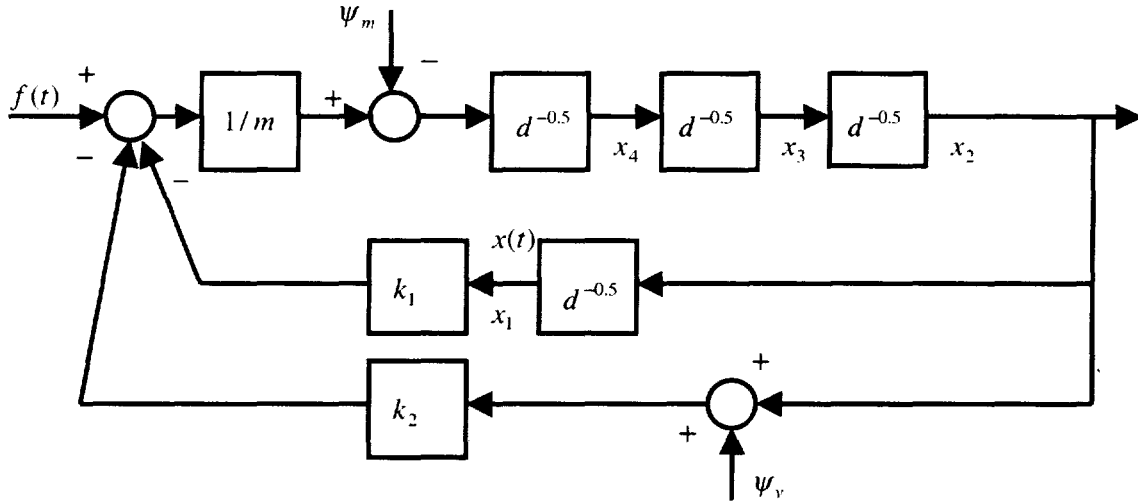 ψ_m
−
+
f(t)
−
−
1/m
+
d^{-0.5}
x_4
d^{-0.5}
x_3
d^{-0.5}
x_2
x(t)
k_1
x_1
d^{-0.5}
k_2
+
+
ψ_v